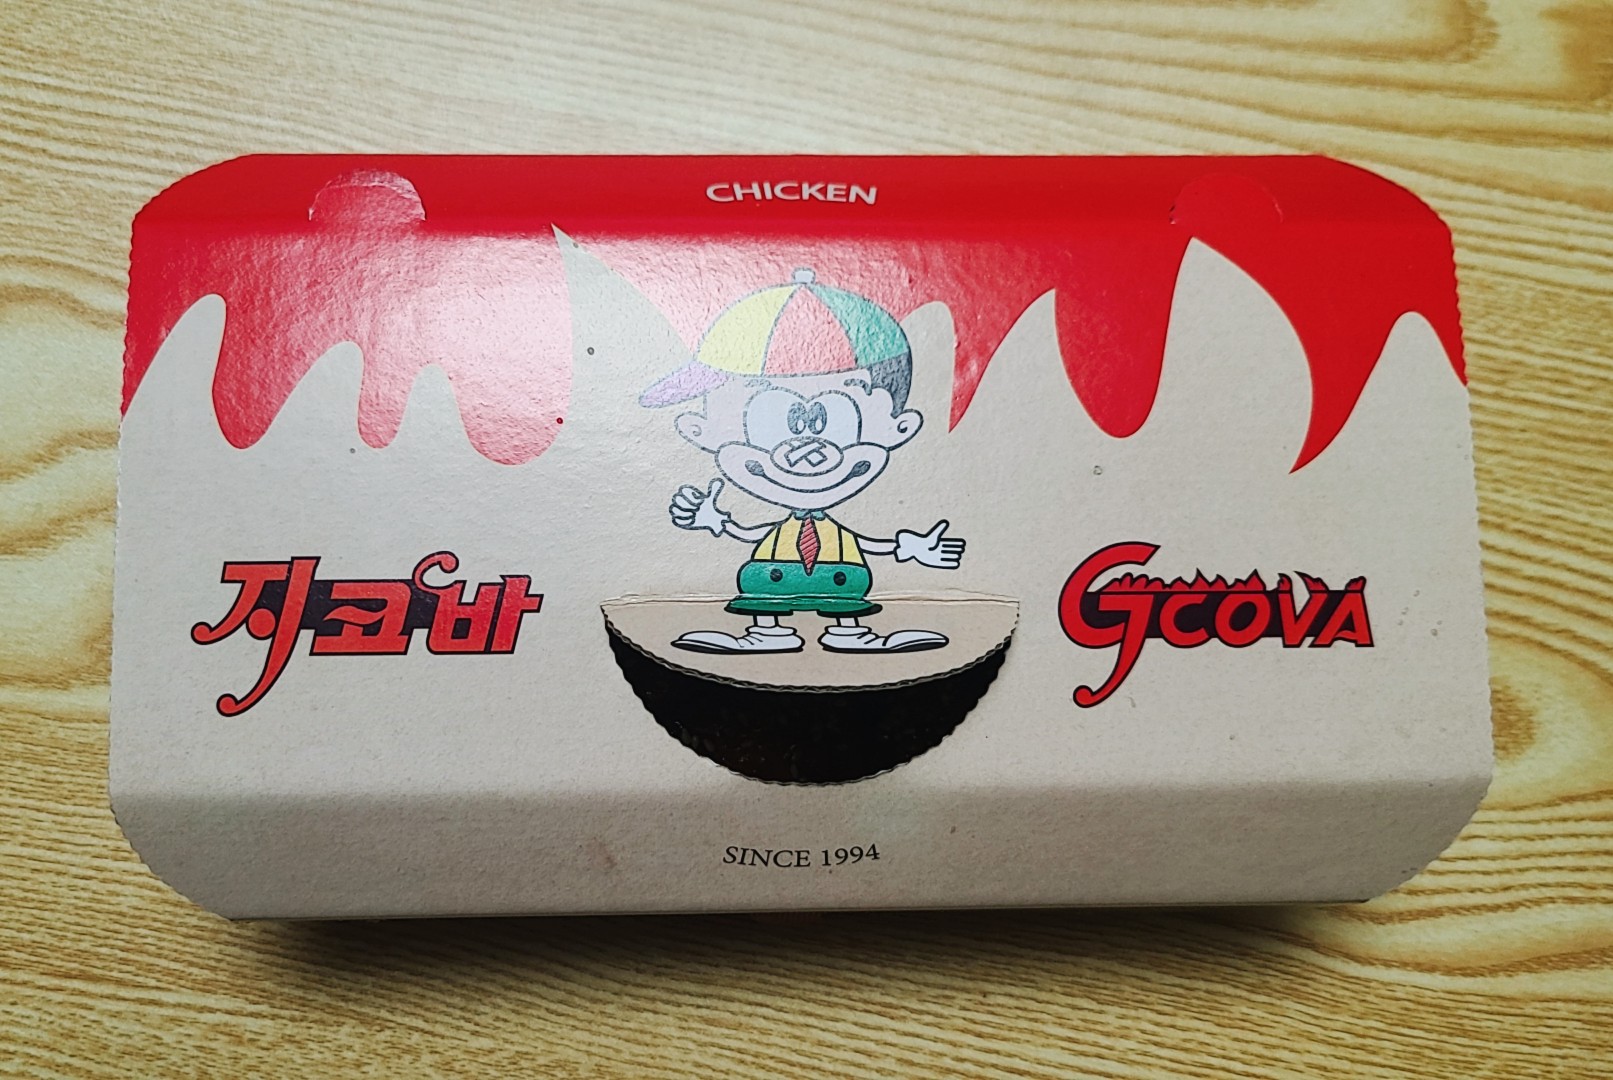 CHICKEN
지코바
GCOVA
SINCE 1994